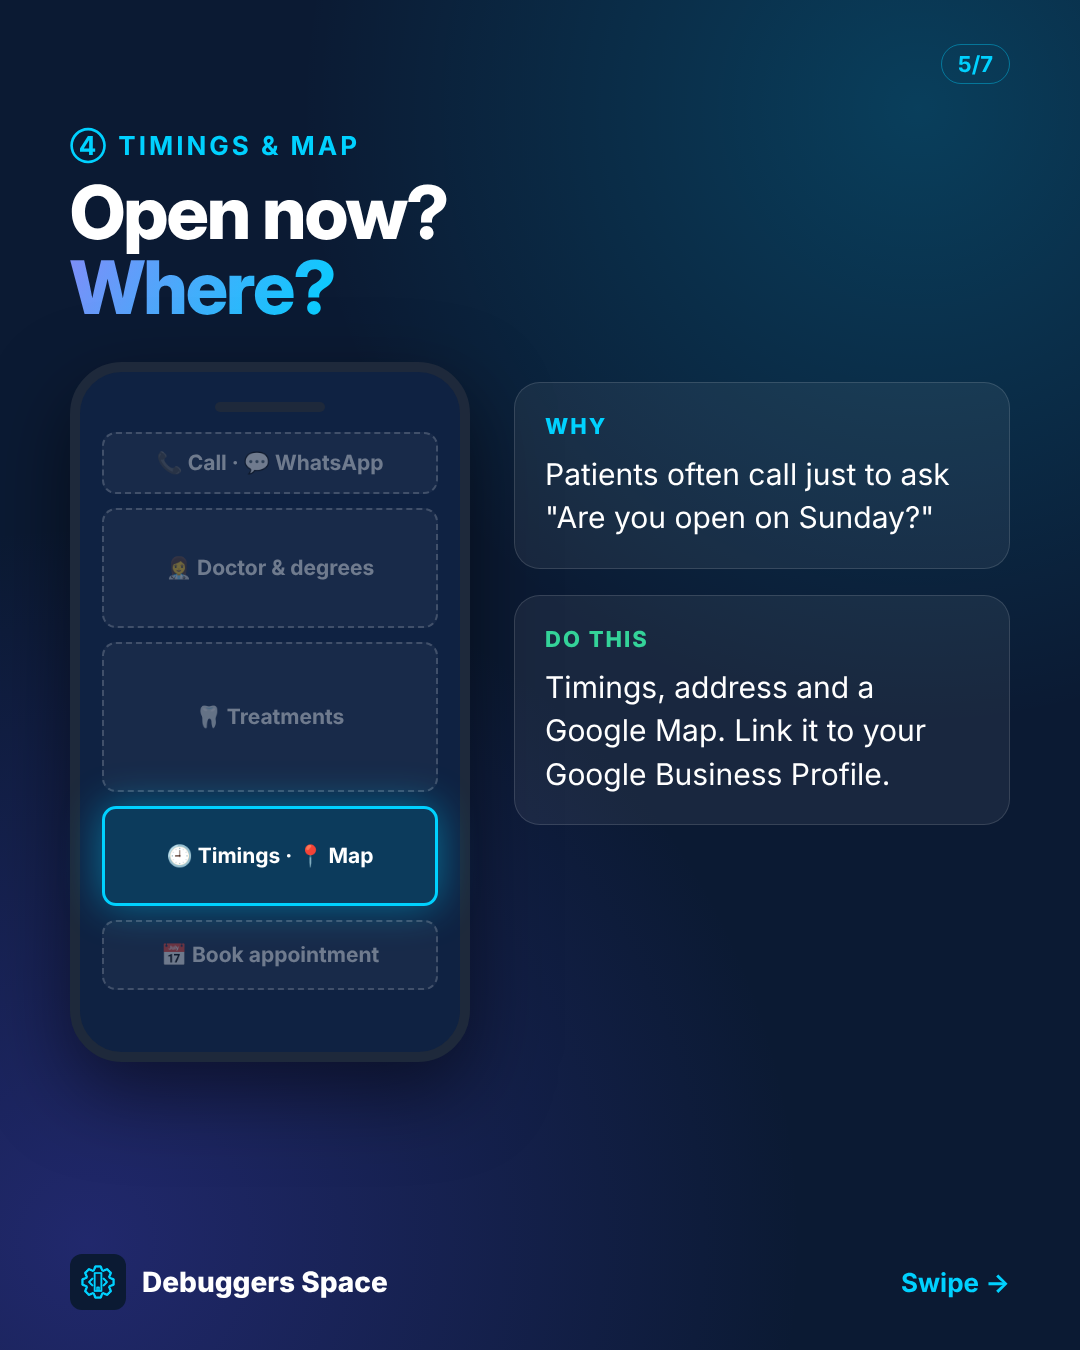 5/7
④ TIMINGS & MAP
Open now?
Where?
📞 Call · 💬 WhatsApp
👩‍⚕️ Doctor & degrees
🦷 Treatments
🕘 Timings · 📍 Map
📅 Book appointment
WHY
Patients often call just to ask
"Are you open on Sunday?"
DO THIS
Timings, address and a
Google Map. Link it to your
Google Business Profile.
Debuggers Space
Swipe →